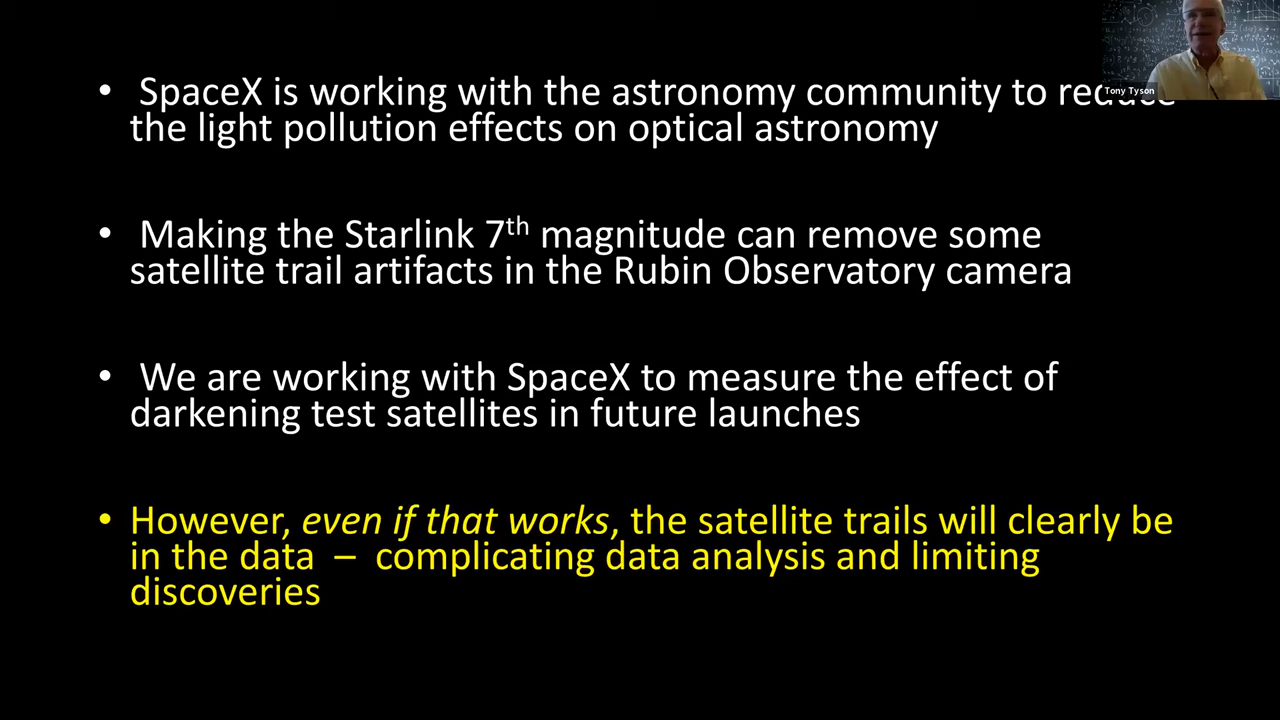 • SpaceX is working with the astronomy community to reduce
the light pollution effects on optical astronomy
• Making the Starlink 7th magnitude can remove some
satellite trail artifacts in the Rubin Observatory camera
• We are working with SpaceX to measure the effect of
darkening test satellites in future launches
• However, even if that works, the satellite trails will clearly be
in the data – complicating data analysis and limiting
discoveries
Tony Tyson